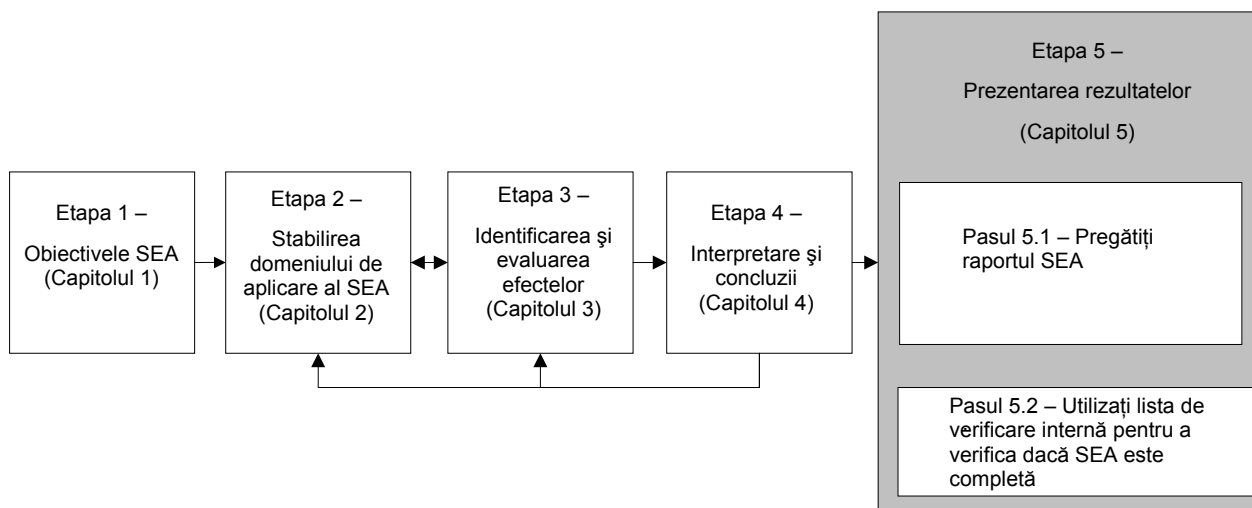 Etapa 1 –
Obiectivele SEA
(Capitolul 1)
Etapa 2 –
Stabilirea
domeniului de
aplicare al SEA
(Capitolul 2)
Etapa 3 –
Identificarea şi
evaluarea
efectelor
(Capitolul 3)
Etapa 4 –
Interpretare şi
concluzii
(Capitolul 4)
Etapa 5 –
Prezentarea rezultatelor
(Capitolul 5)
Pasul 5.1 – Pregătiți
raportul SEA
Pasul 5.2 – Utilizați lista de
verificare internă pentru a
verifica dacă SEA este
completă